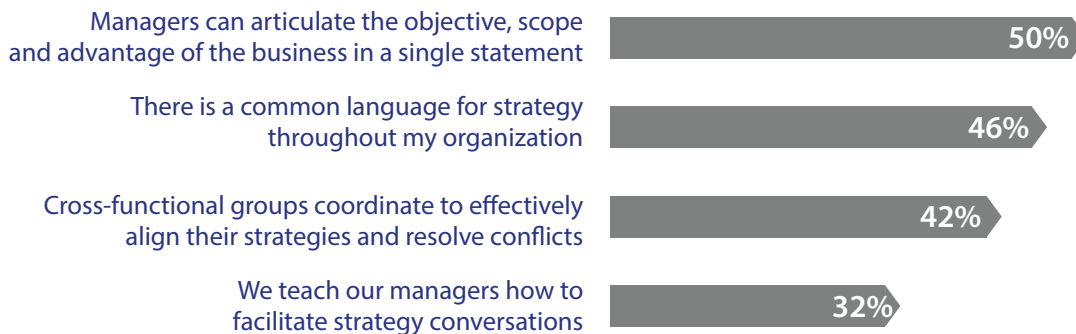 Managers can articulate the objective, scope
and advantage of the business in a single statement
50%
There is a common language for strategy
throughout my organization
46%
Cross-functional groups coordinate to effectively
align their strategies and resolve conflicts
42%
We teach our managers how to
facilitate strategy conversations
32%